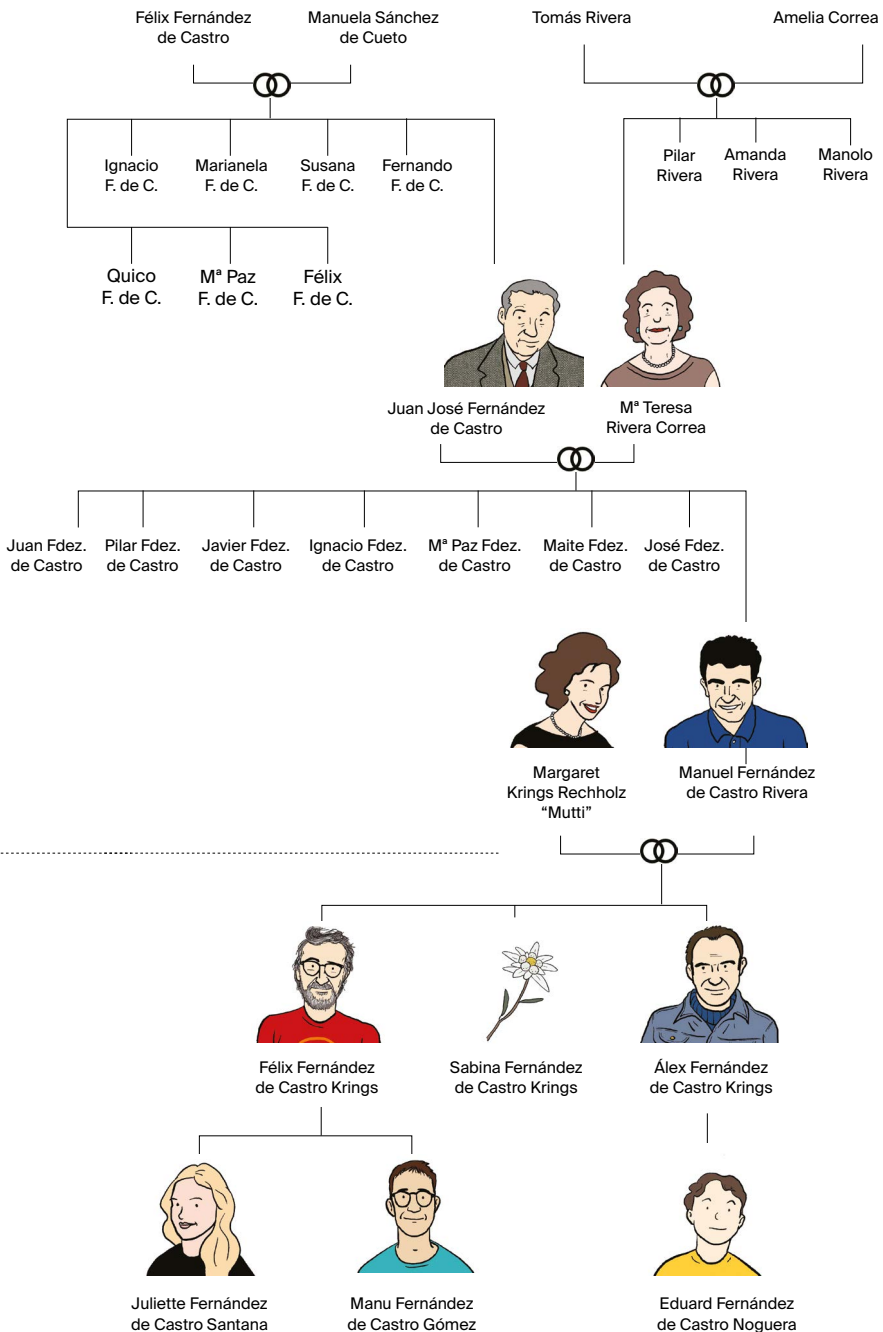 Félix Fernández
de Castro
Manuela Sánchez
de Cueto
Tomás Rivera
Amelia Correa
Ignacio
F. de C.
Marianela
F. de C.
Susana
F. de C.
Fernando
F. de C.
Pilar
Rivera
Amanda
Rivera
Manolo
Rivera
Quico
F. de C.
Mª Paz
F. de C.
Félix
F. de C.
Juan José Fernández
de Castro
Mª Teresa
Rivera Correa
Juan Fdez.
de Castro
Pilar Fdez.
de Castro
Javier Fdez.
de Castro
Ignacio Fdez.
de Castro
Mª Paz Fdez.
de Castro
Maite Fdez.
de Castro
José Fdez.
de Castro
Margaret
Krings Rechholz
“Mutti”
Manuel Fernández
de Castro Rivera
Félix Fernández
de Castro Krings
Sabina Fernández
de Castro Krings
Álex Fernández
de Castro Krings
Juliette Fernández
de Castro Santana
Manu Fernández
de Castro Gómez
Eduard Fernández
de Castro Noguera